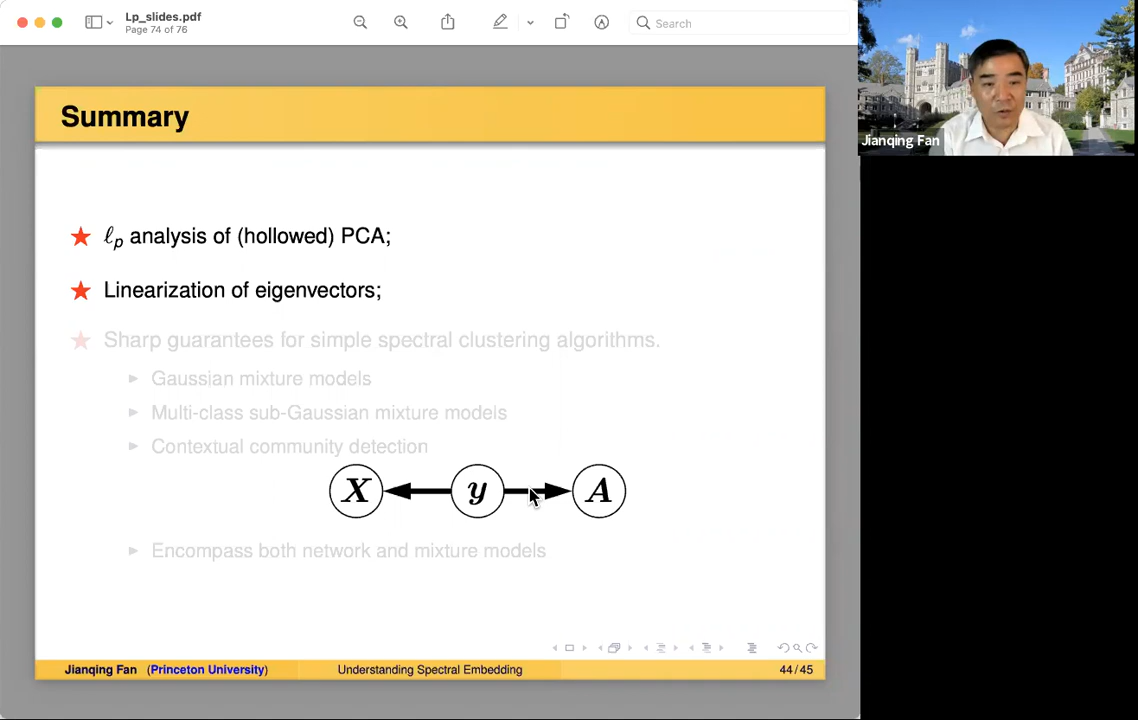 Lp_slides.pdf
Page 74 of 76
Search
Jianqing Fan
Summary
★ ℓp analysis of (hollowed) PCA;
★ Linearization of eigenvectors;
★ Sharp guarantees for simple spectral clustering algorithms.
► Gaussian mixture models
► Multi-class sub-Gaussian mixture models
► Contextual community detection
X y A
► Encompass both network and mixture models
Jianqing Fan (Princeton University) Understanding Spectral Embedding 44/45